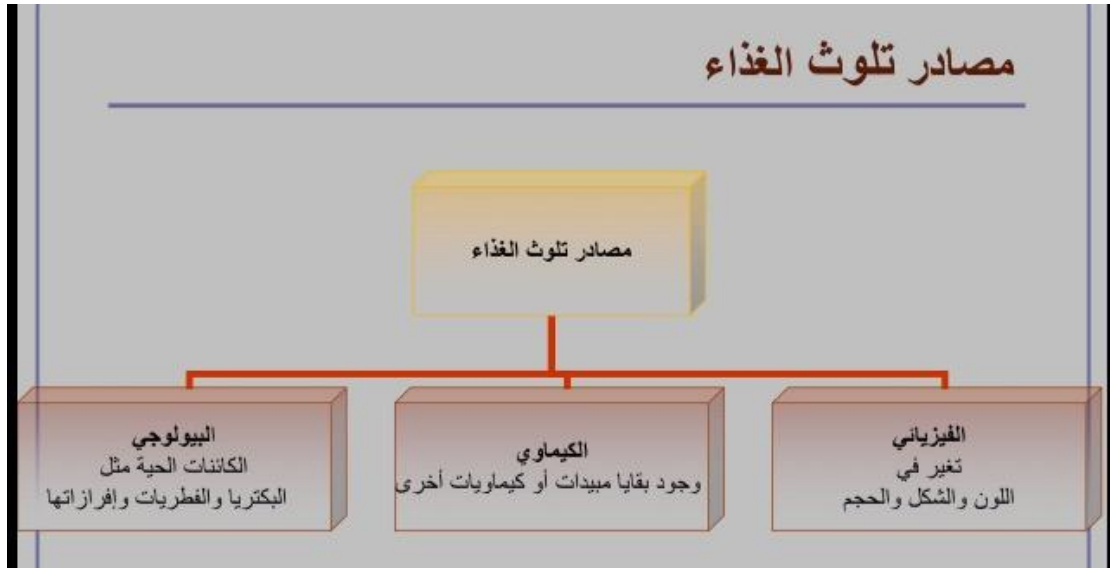 مصادر تلوث الغذاء
مصادر تلوث الغذاء
الفيزيائي
تغير في
اللون والشكل والحجم
الكيماوي
وجود بقايا مبيدات أو كيماويات أخرى
البيولوجي
الكائنات الحية مثل
البكتريا والفطريات وإفرازاتها